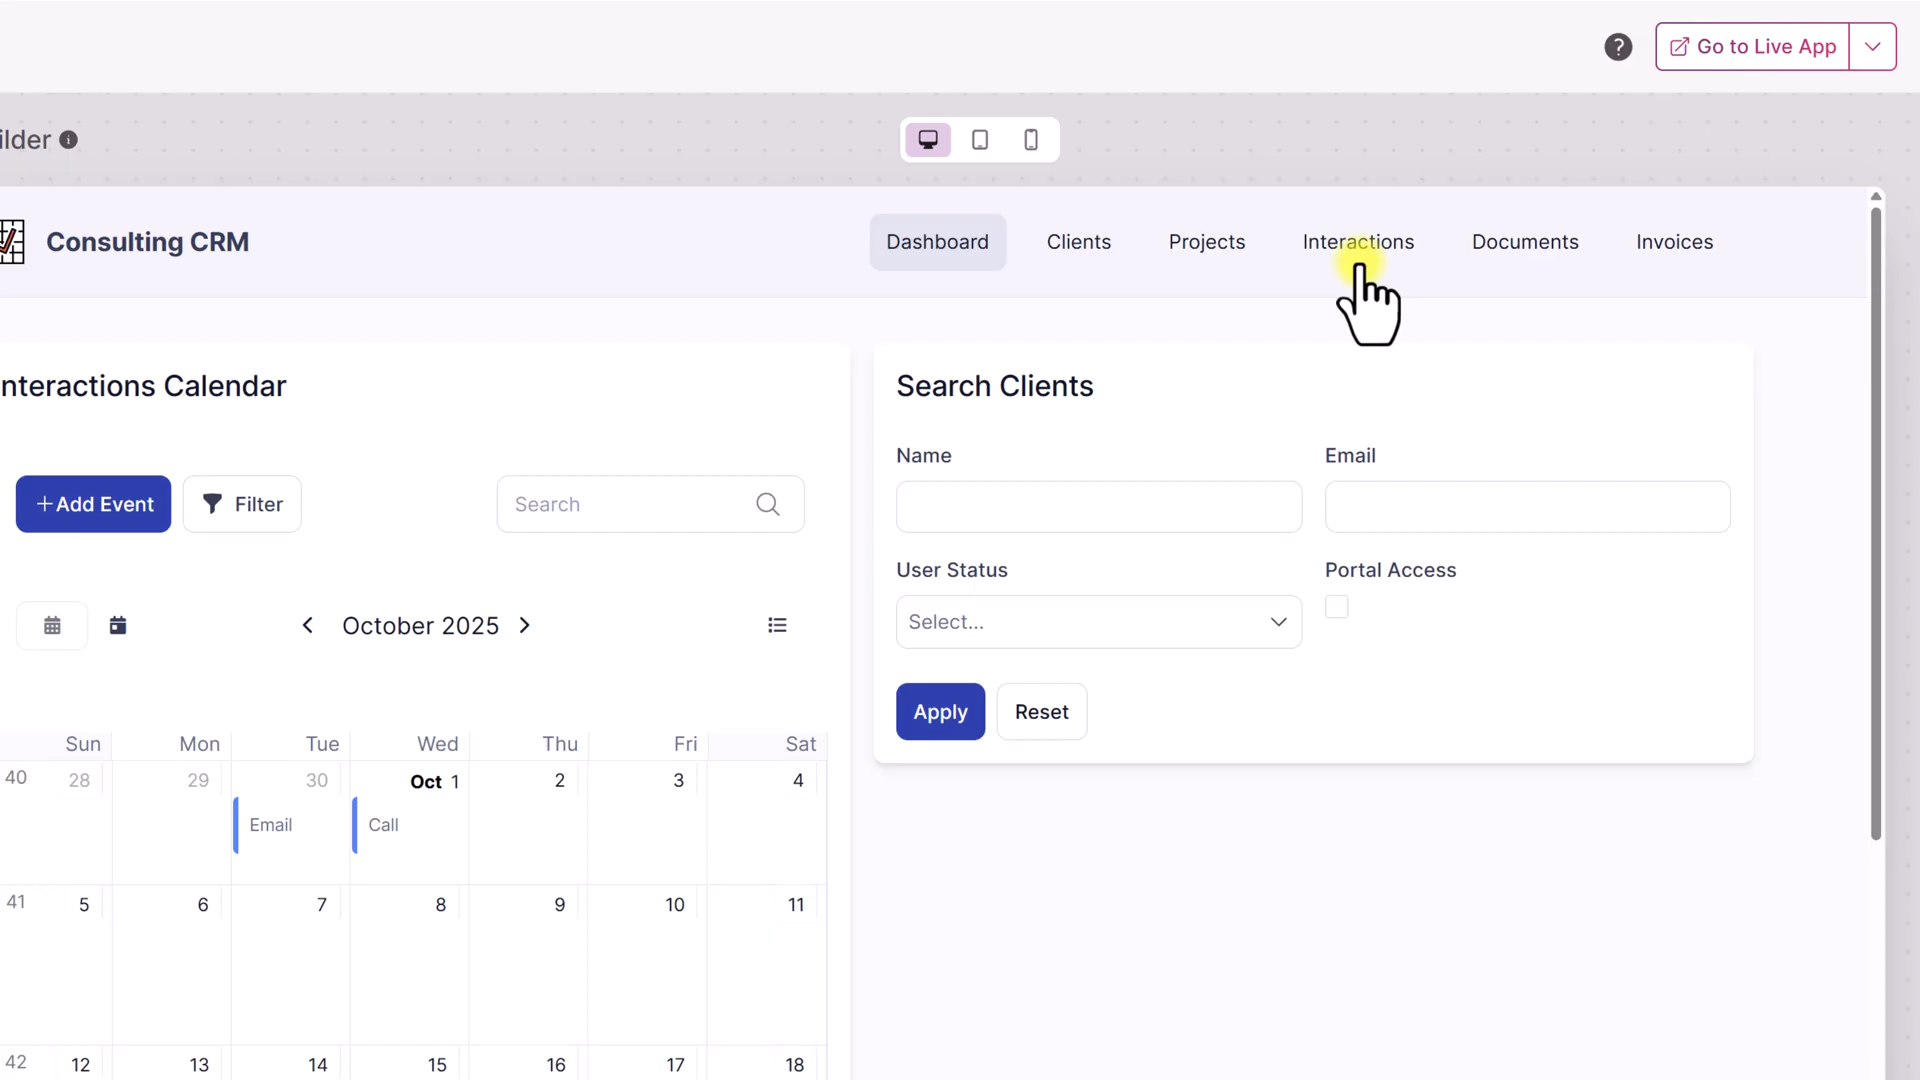 Go to Live App
ilder
Consulting CRM
Dashboard Clients Projects Interactions Documents Invoices
nteractions Calendar
+Add Event Filter Search
October 2025
Sun Mon Tue Wed Thu Fri Sat
40 28 29 30 Oct 1 2 3 4
Email Call
41 5 6 7 8 9 10 11
42 12 13 14 15 16 17 18
Search Clients
Name Email
User Status Portal Access
Select...
Apply Reset